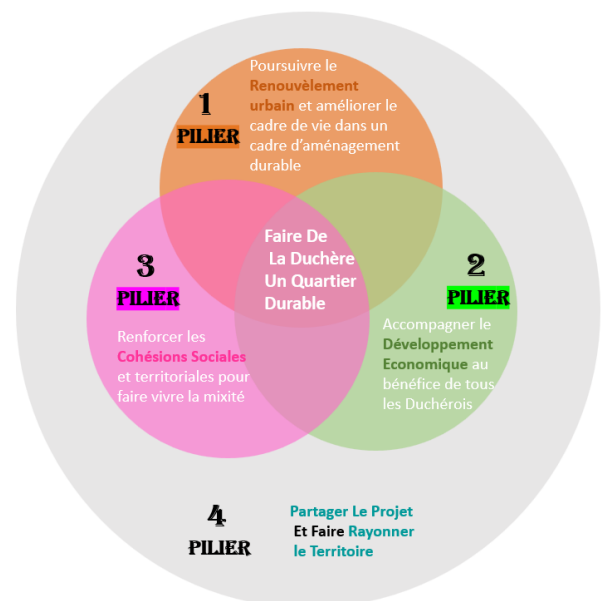 1
PILIER
Poursuivre le
Renouvèlement
urbain et améliorer le
cadre de vie dans un
cadre d'aménagement
durable
Faire De
La Duchère
Un Quartier
Durable
3
PILIER
Renforcer les
Cohésions Sociales
et territoriales pour
faire vivre la mixité
2
PILIER
Accompagner le
Développement
Economique au
bénéfice de tous
les Duchérois
4
PILIER
Partager Le Projet
Et Faire Rayonner
le Territoire